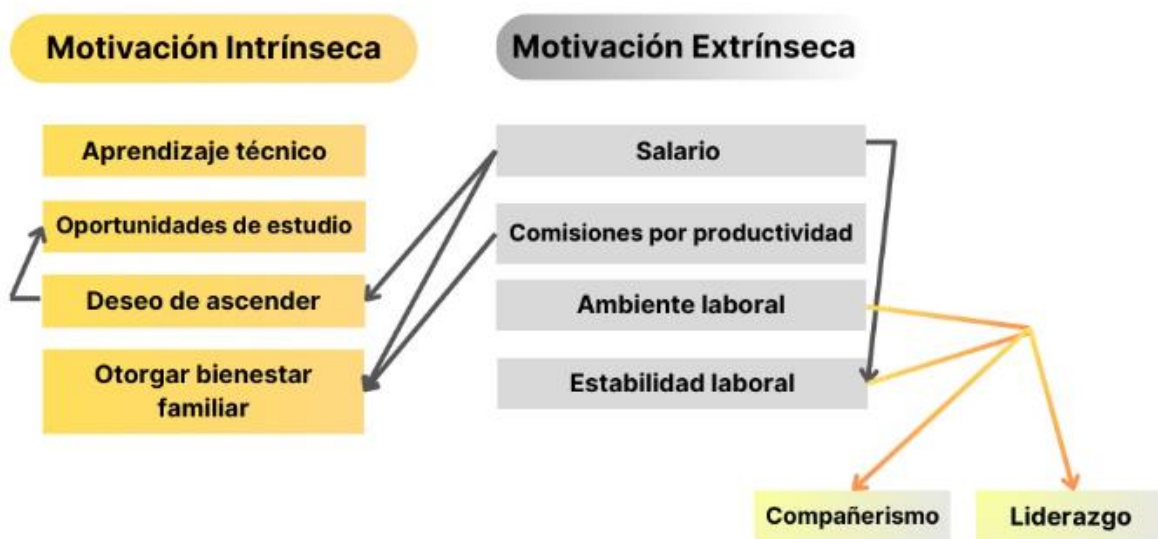 Motivación Intrínseca
Motivación Extrínseca
Aprendizaje técnico
Salario
Oportunidades de estudio
Comisiones por productividad
Deseo de ascender
Ambiente laboral
Otorgar bienestar
familiar
Estabilidad laboral
Compañerismo
Liderazgo